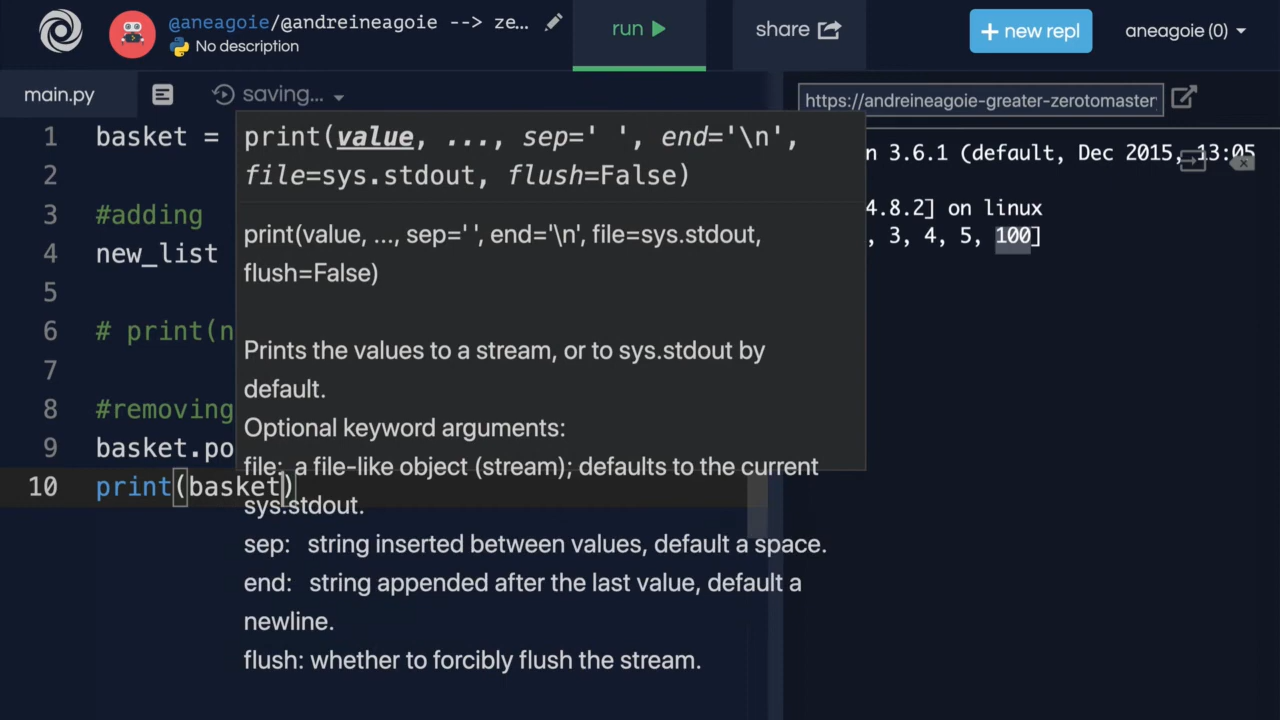 @aneagoie/@andreineagoie --> ze...
No description
run
share
+ new repl
aneagoie (0)
main.py
saving...
https://andreineagoie-greater-zerotomaster
1 basket =
2
3 #adding
4 new_list
5
6 # print(n
7
8 #removing
9 basket.po
10 print(basket)
print(value, ..., sep=' ', end='\n',
file=sys.stdout, flush=False)
print(value, ..., sep=' ', end='\n', file=sys.stdout,
flush=False)
Prints the values to a stream, or to sys.stdout by
default.
Optional keyword arguments:
file: a file-like object (stream); defaults to the current
sys.stdout.
sep: string inserted between values, default a space.
end: string appended after the last value, default a
newline.
flush: whether to forcibly flush the stream.
n 3.6.1 (default, Dec 2015, 13:05
4.8.2] on linux
, 3, 4, 5, 100]